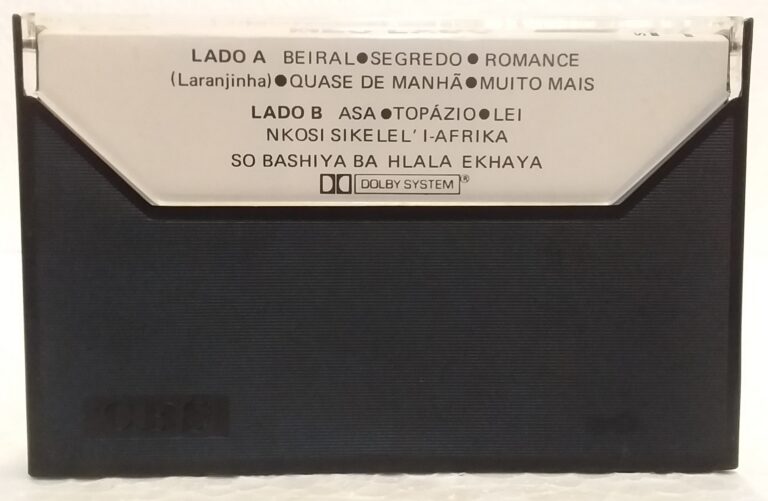 LADO A BEIRAL●SEGREDO● ROMANCE
(Laranjinha)●QUASE DE MANHÃ●MUITO MAIS
LADO B ASA ●TOPÁZIO●LEI
NKOSI SIKELEL' I-AFRIKA
SO BASHIYA BA HLALA EKHAYA
DOLBY SYSTEM®
CBS